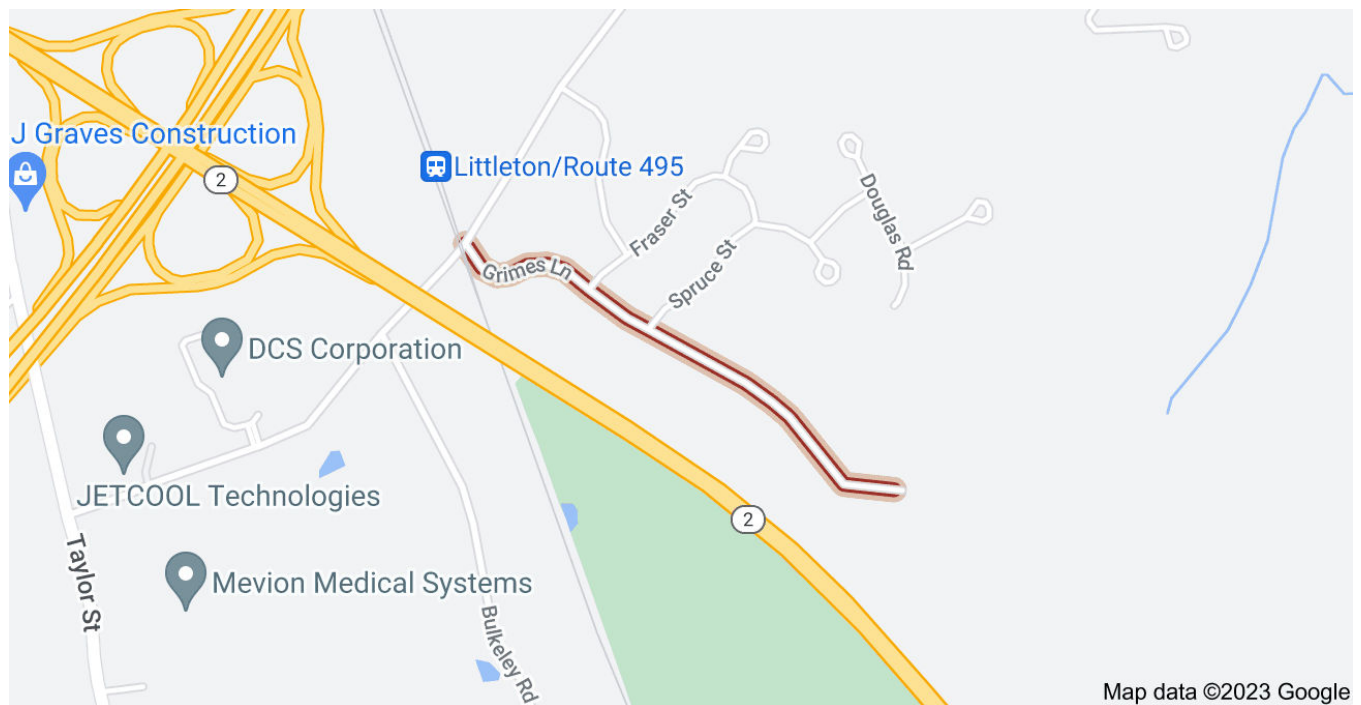 J Graves Construction
2
Littleton/Route 495
Fraser St
Douglas Rd
Grimes Ln
Spruce St
DCS Corporation
JETCOOL Technologies
2
Taylor St
Mevion Medical Systems
Bulkeley Rd
Map data ©2023 Google